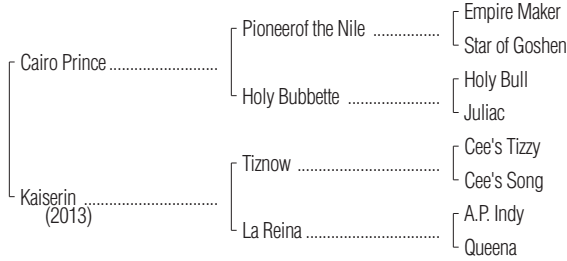 Empire Maker
Pioneerof the Nile ..................
Star of Goshen
Cairo Prince ...........................
Holy Bull
Holy Bubbette .........................
Juliac
Cee's Tizzy
Tiznow .....................................
Cee's Song
Kaiserin ...................................
(2013)
A.P. Indy
La Reina ...................................
Queena